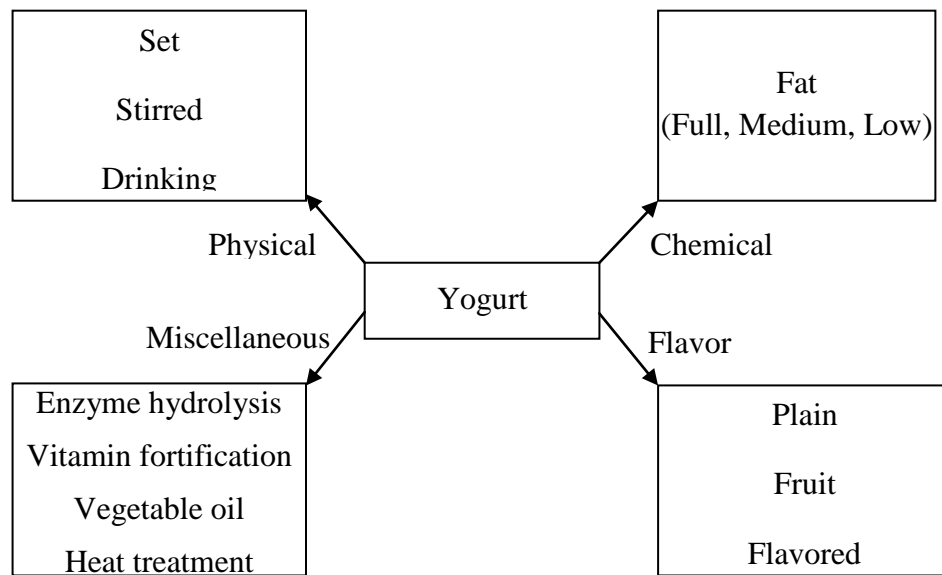 Set
Stirred
Drinking
Fat
(Full, Medium, Low)
Physical
Chemical
Yogurt
Miscellaneous
Flavor
Enzyme hydrolysis
Vitamin fortification
Vegetable oil
Heat treatment
Plain
Fruit
Flavored